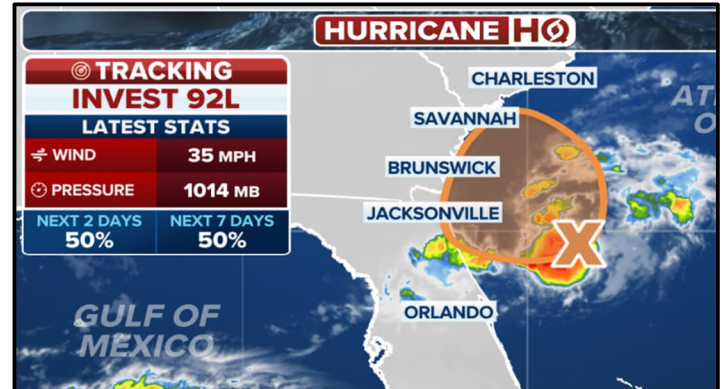 HURRICANE HQ
TRACKING
INVEST 92L
LATEST STATS
WIND 35 MPH
PRESSURE 1014 MB
NEXT 2 DAYS NEXT 7 DAYS
50% 50%
CHARLESTON
SAVANNAH
BRUNSWICK
JACKSONVILLE
ORLANDO
GULF OF
MEXICO
AT
O